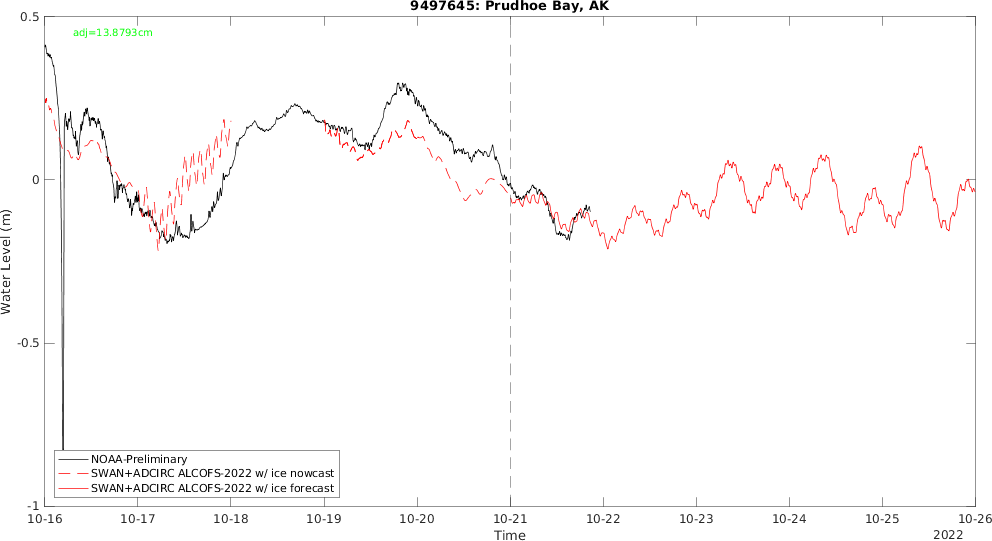 9497645: Prudhoe Bay, AK
adj=13.8793cm
0.5
0
-0.5
-1
Water Level (m)
NOAA-Preliminary
SWAN+ADCIRC ALCOFS-2022 w/ ice nowcast
SWAN+ADCIRC ALCOFS-2022 w/ ice forecast
10-16 10-17 10-18 10-19 10-20 10-21 10-22 10-23 10-24 10-25 10-26
Time
2022